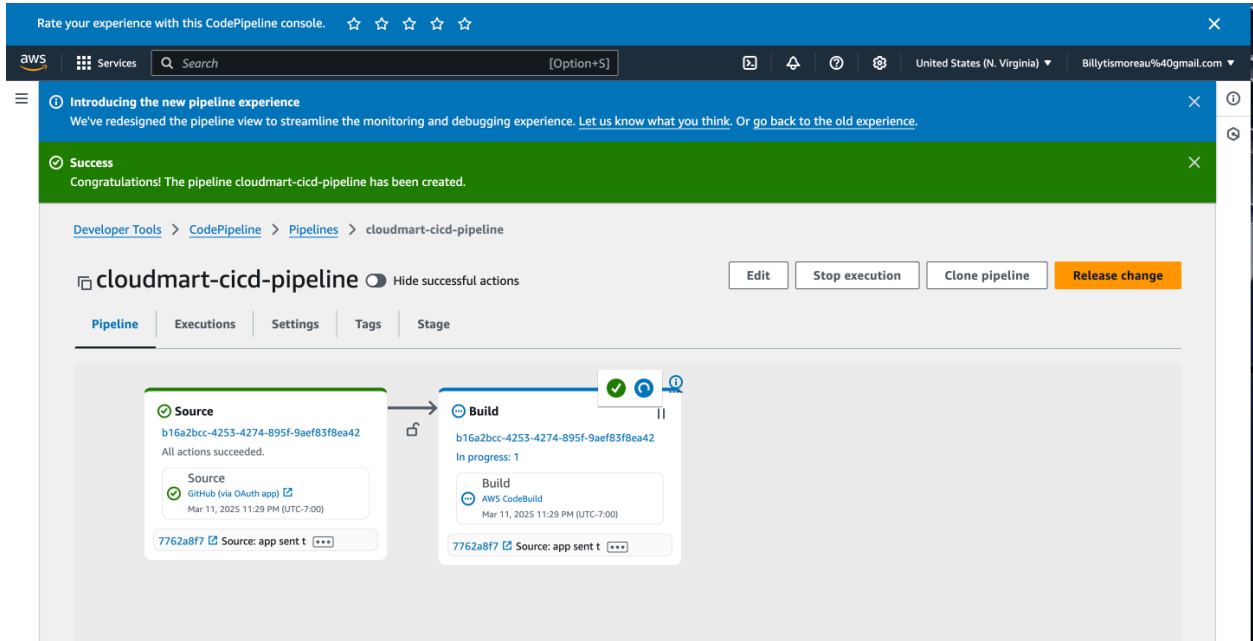 Rate your experience with this CodePipeline console.
aws
Services
Search
[Option+S]
United States (N. Virginia) ▼
Billytismoreau%40gmail.com ▼
Introducing the new pipeline experience
We've redesigned the pipeline view to streamline the monitoring and debugging experience. Let us know what you think. Or go back to the old experience.
Success
Congratulations! The pipeline cloudmart-cicd-pipeline has been created.
Developer Tools > CodePipeline > Pipelines > cloudmart-cicd-pipeline
cloudmart-cicd-pipeline
Hide successful actions
Edit
Stop execution
Clone pipeline
Release change
Pipeline
Executions
Settings
Tags
Stage
Source
b16a2bcc-4253-4274-895f-9aef83f8ea42
All actions succeeded.
Source
GitHub (via OAuth app)
Mar 11, 2025 11:29 PM (UTC-7:00)
7762a8f7 Source: app sent t
Build
b16a2bcc-4253-4274-895f-9aef83f8ea42
In progress: 1
Build
AWS CodeBuild
Mar 11, 2025 11:29 PM (UTC-7:00)
7762a8f7 Source: app sent t